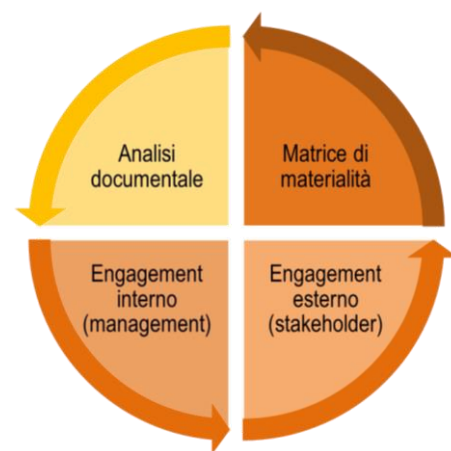 Analisi
documentale
Matrice di
materialità
Engagement
interno
(management)
Engagement
esterno
(stakeholder)